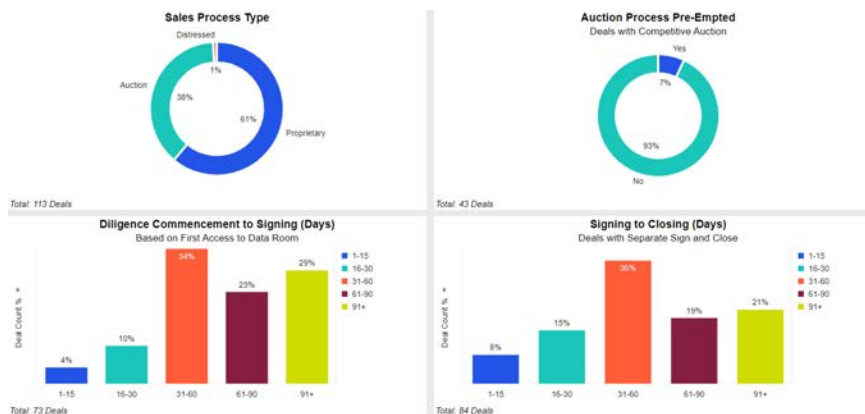 Sales Process Type
Distressed
1%
Auction
38%
61%
Proprietary
Total: 113 Deals
Auction Process Pre-Empted
Deals with Competitive Auction
Yes
7%
93%
No
Total: 43 Deals
Diligence Commencement to Signing (Days)
Based on First Access to Data Room
Deal Count %
4%
10%
34%
23%
29%
1-15
16-30
31-60
61-90
91+
1-15
16-30
31-60
61-90
91+
Total: 73 Deals
Signing to Closing (Days)
Deals with Separate Sign and Close
Deal Count %
8%
15%
36%
19%
21%
1-15
16-30
31-60
61-90
91+
1-15
16-30
31-60
61-90
91+
Total: 84 Deals